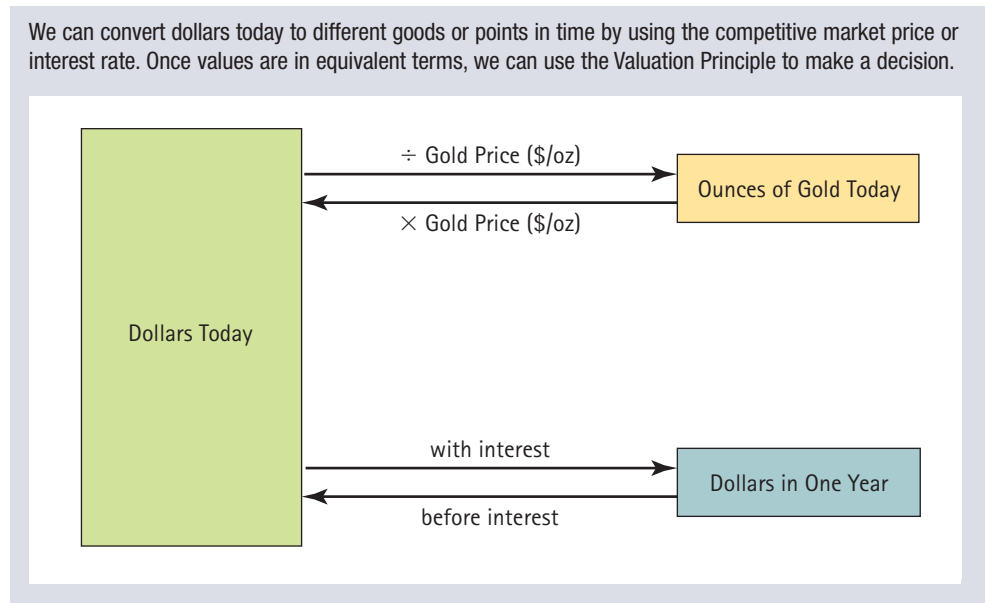 We can convert dollars today to different goods or points in time by using the competitive market price or
interest rate. Once values are in equivalent terms, we can use the Valuation Principle to make a decision.
÷ Gold Price ($/oz)
Ounces of Gold Today
× Gold Price ($/oz)
Dollars Today
with interest
Dollars in One Year
before interest